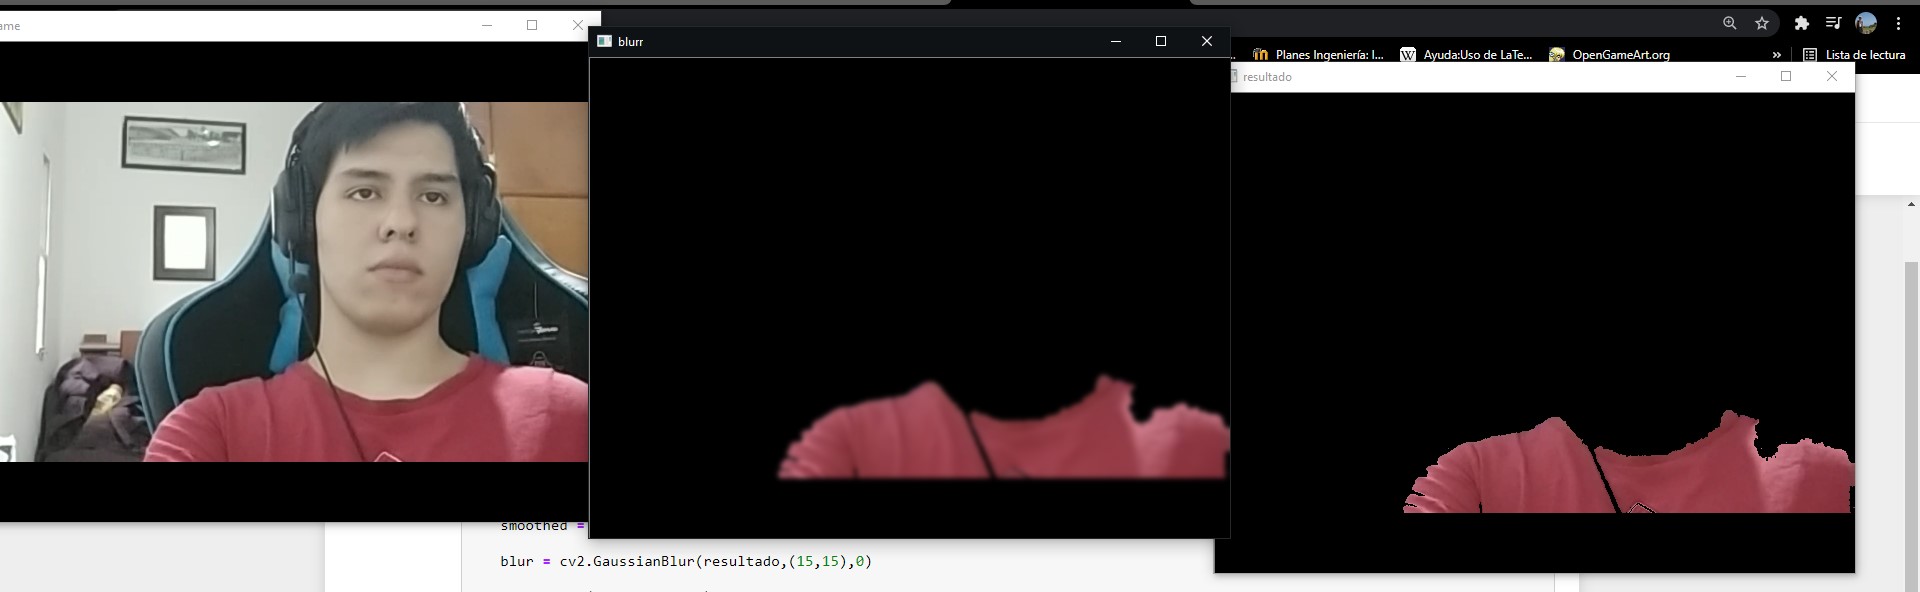 ame
blurr
Planes Ingeniería: I...
Ayuda:Uso de LaTe...
OpenGameArt.org
»
Lista de lectura
resultado
smoothed =
blur = cv2.GaussianBlur(resultado,(15,15),0)